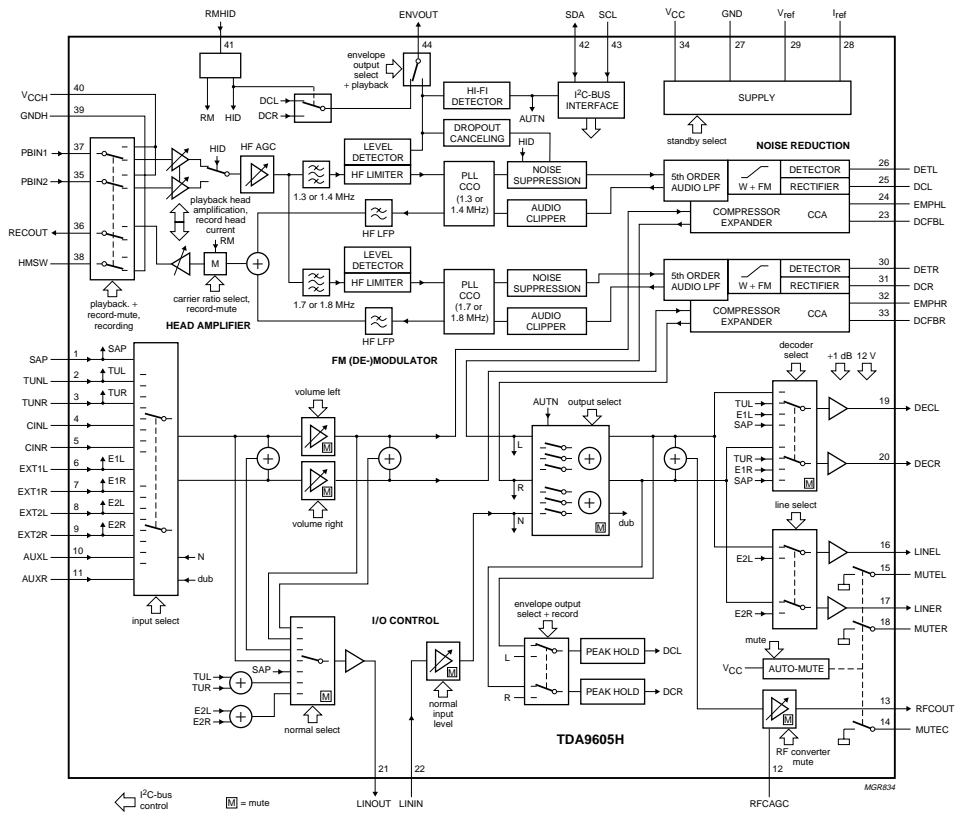 RMHID ENVOUT SDA SCL VCC GND Vref Iref
41 44 42 43 34 27 29 28
envelope
output
select
+ playback
RM HID
DCL
DCR
HI-FI
DETECTOR
AUTN
I2C-BUS
INTERFACE
SUPPLY
standby select
VCCH 40
GNDH 39
PBIN1 37
PBIN2 35
RECOUT 36
HMSW 38
HID
HF AGC
playback head
amplification,
record head
current
RM
M
carrier ratio select,
record-mute
playback. +
record-mute,
recording
HEAD AMPLIFIER
DROPOUT
CANCELING
HID
LEVEL
DETECTOR
HF LIMITER
1.3 or 1.4 MHz
PLL
CCO
(1.3 or
1.4 MHz)
NOISE
SUPPRESSION
AUDIO
CLIPPER
HF LFP
LEVEL
DETECTOR
HF LIMITER
1.7 or 1.8 MHz
PLL
CCO
(1.7 or
1.8 MHz)
NOISE
SUPPRESSION
AUDIO
CLIPPER
HF LFP
FM (DE-)MODULATOR
NOISE REDUCTION
5th ORDER
AUDIO LPF
W + FM
DETECTOR
RECTIFIER
COMPRESSOR
EXPANDER
CCA
26 DETL
25 DCL
24 EMPHL
23 DCFBL
5th ORDER
AUDIO LPF
W + FM
DETECTOR
RECTIFIER
COMPRESSOR
EXPANDER
CCA
30 DETR
31 DCR
32 EMPHR
33 DCFBR
SAP 1 SAP
TUNL 2 TUL
TUNR 3 TUR
CINL 4
CINR 5
EXT1L 6 E1L
EXT1R 7 E1R
EXT2L 8 E2L
EXT2R 9 E2R
AUXL 10 N
AUXR 11 dub
input select
volume left
M
M
volume right
AUTN
output select
L
R
N
M
dub
decoder
select
+1 dB 12 V
TUL
E1L
SAP
TUR
E1R
SAP
M
19 DECL
20 DECR
line select
E2L
E2R
16 LINEL
15 MUTEL
17 LINER
18 MUTER
mute
VCC
AUTO-MUTE
M
RF converter
mute
13 RFCOUT
14 MUTEC
12
I/O CONTROL
SAP
TUL
TUR
E2L
E2R
M
normal select
M
normal
input
level
envelope output
select + record
L
R
PEAK HOLD DCL
PEAK HOLD DCR
TDA9605H
21 22
LINOUT LININ RFCAGC
MGR834
I2C-bus
control
M = mute